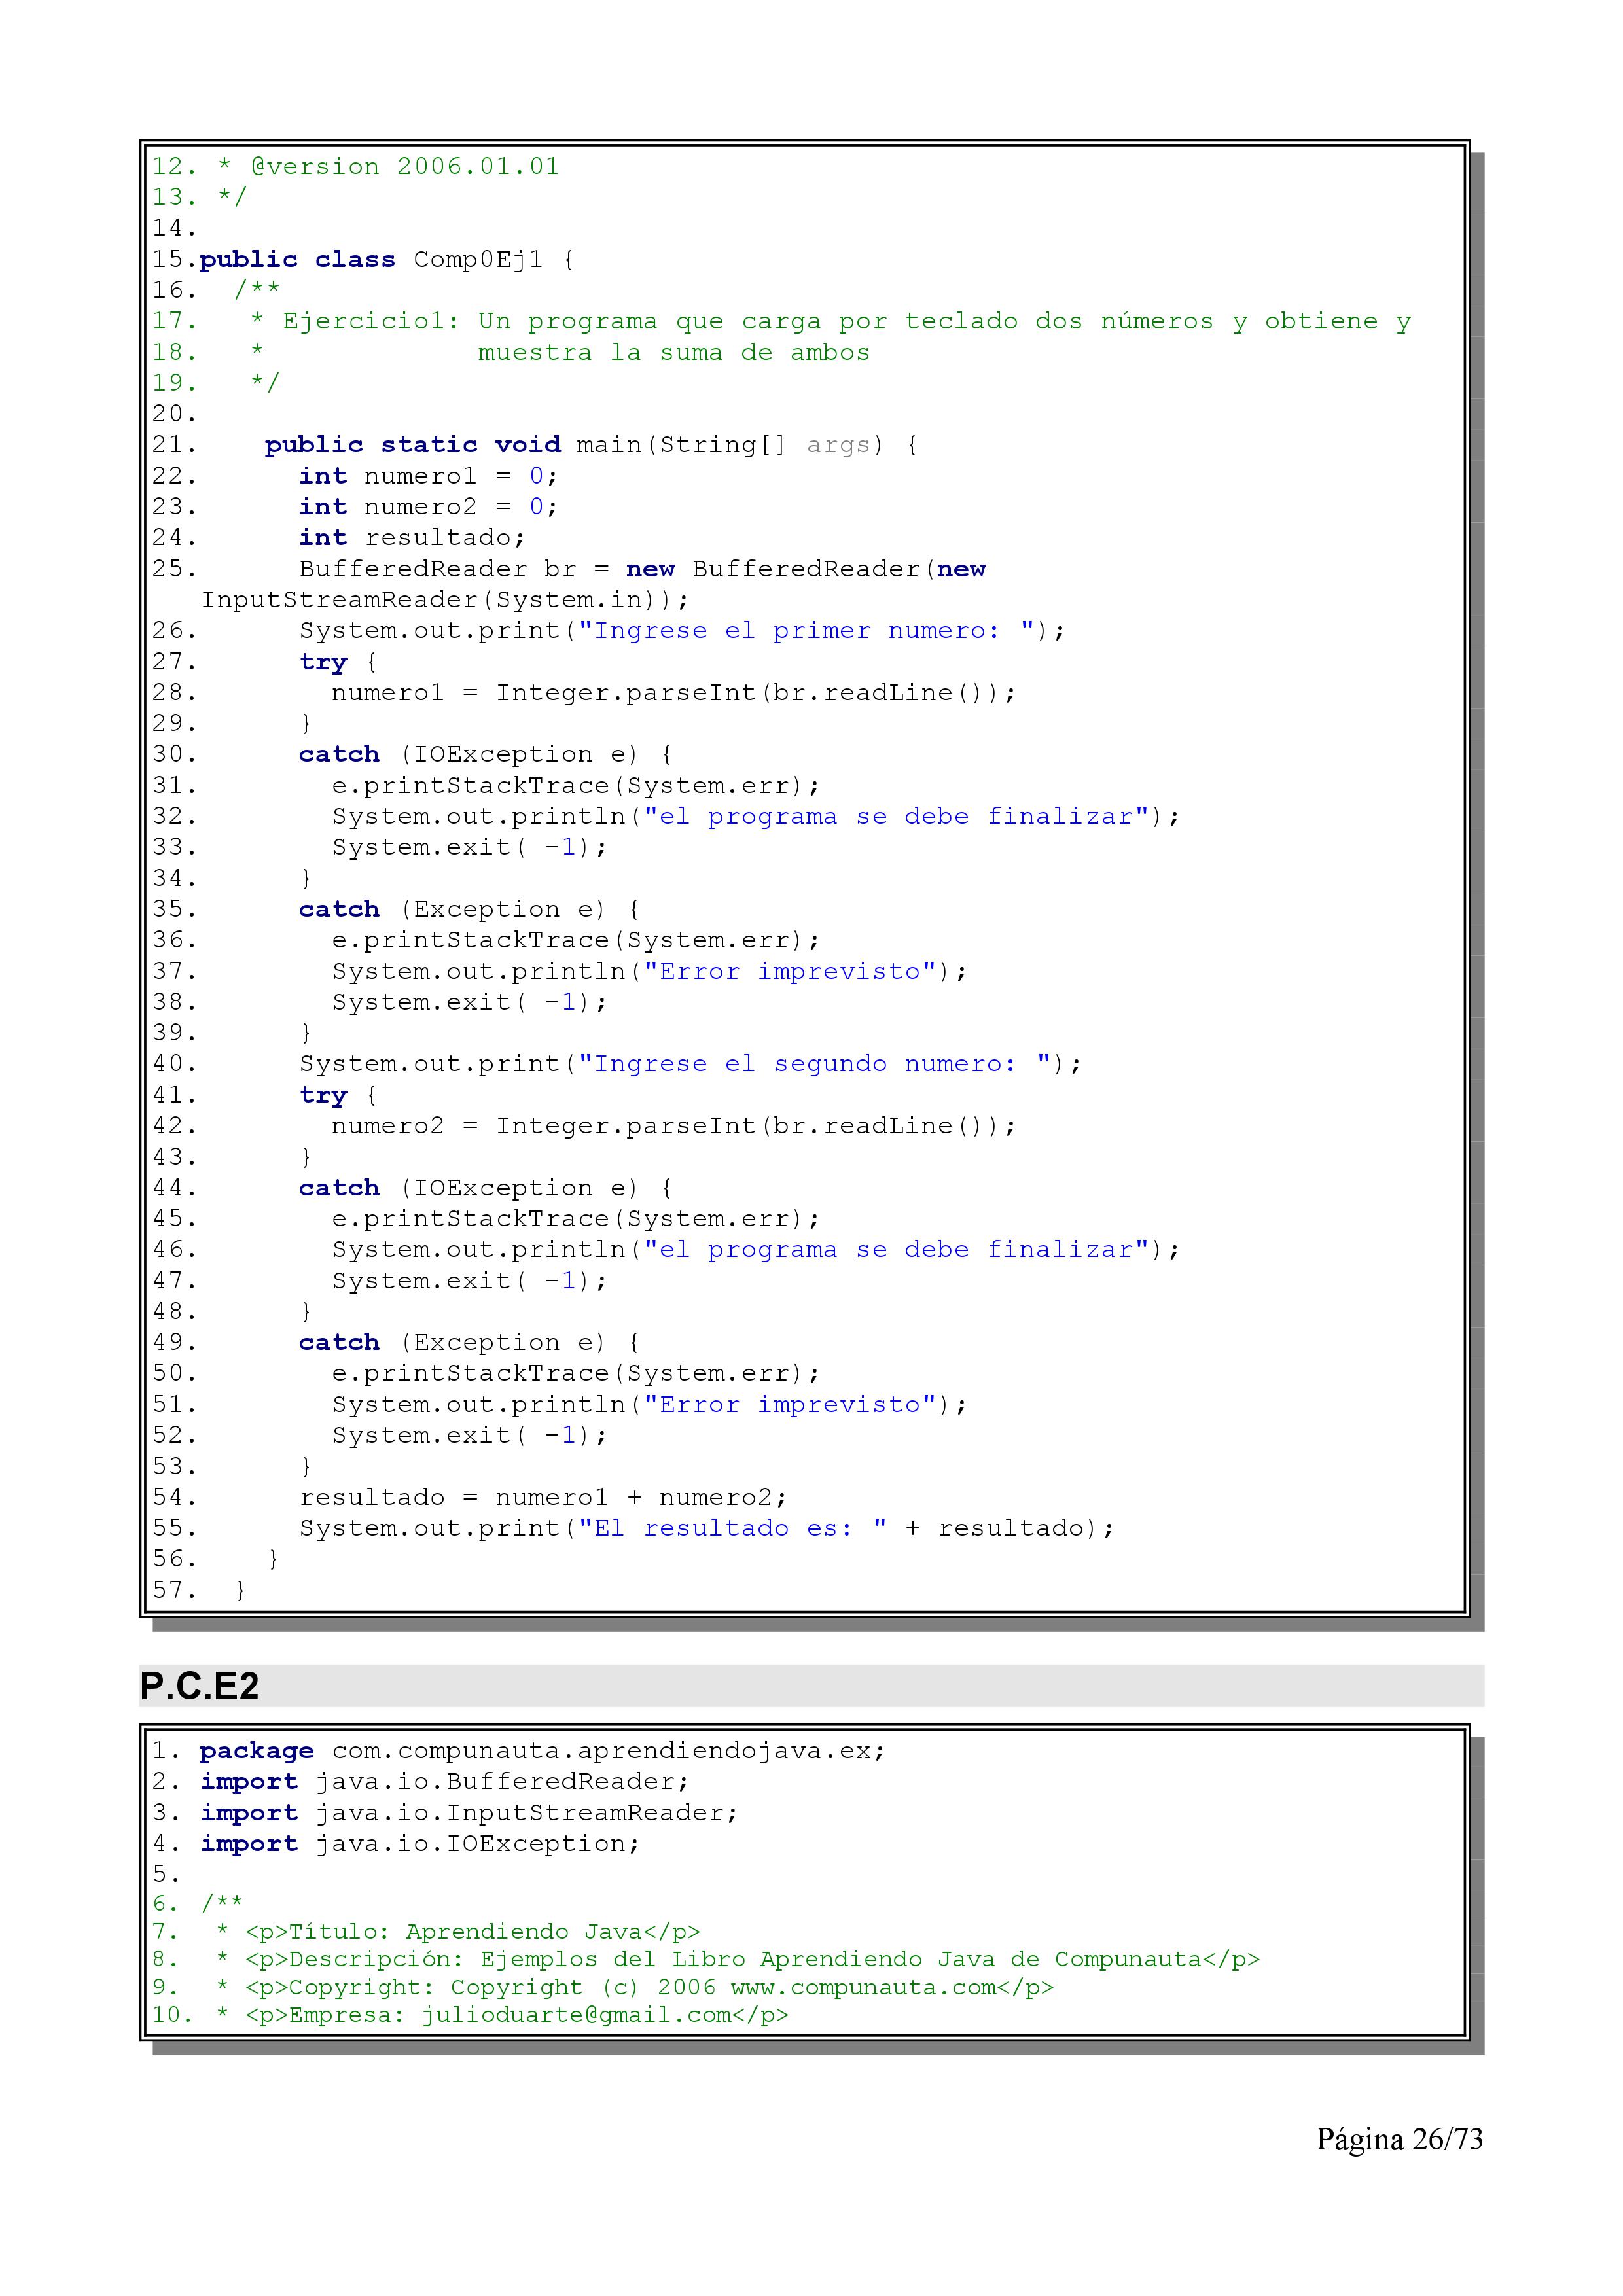 12. * @version 2006.01.01
13. */
14.
15.public class Comp0Ej1 {
16.  /**
17.   * Ejercicio1: Un programa que carga por teclado dos números y obtiene y
18.   *             muestra la suma de ambos
19.   */
20.
21.    public static void main(String[] args) {
22.      int numero1 = 0;
23.      int numero2 = 0;
24.      int resultado;
25.      BufferedReader br = new BufferedReader(new
InputStreamReader(System.in));
26.      System.out.print("Ingrese el primer numero: ");
27.      try {
28.        numero1 = Integer.parseInt(br.readLine());
29.      }
30.      catch (IOException e) {
31.        e.printStackTrace(System.err);
32.        System.out.println("el programa se debe finalizar");
33.        System.exit( -1);
34.      }
35.      catch (Exception e) {
36.        e.printStackTrace(System.err);
37.        System.out.println("Error imprevisto");
38.        System.exit( -1);
39.      }
40.      System.out.print("Ingrese el segundo numero: ");
41.      try {
42.        numero2 = Integer.parseInt(br.readLine());
43.      }
44.      catch (IOException e) {
45.        e.printStackTrace(System.err);
46.        System.out.println("el programa se debe finalizar");
47.        System.exit( -1);
48.      }
49.      catch (Exception e) {
50.        e.printStackTrace(System.err);
51.        System.out.println("Error imprevisto");
52.        System.exit( -1);
53.      }
54.      resultado = numero1 + numero2;
55.      System.out.print("El resultado es: " + resultado);
56.    }
57.  }
P.C.E2
1. package com.compunauta.aprendiendojava.ex;
2. import java.io.BufferedReader;
3. import java.io.InputStreamReader;
4. import java.io.IOException;
5.
6. /**
7.  * <p>Título: Aprendiendo Java</p>
8.  * <p>Descripción: Ejemplos del Libro Aprendiendo Java de Compunauta</p>
9.  * <p>Copyright: Copyright (c) 2006 www.compunauta.com</p>
10. * <p>Empresa: julioduarte@gmail.com</p>
Página 26/73